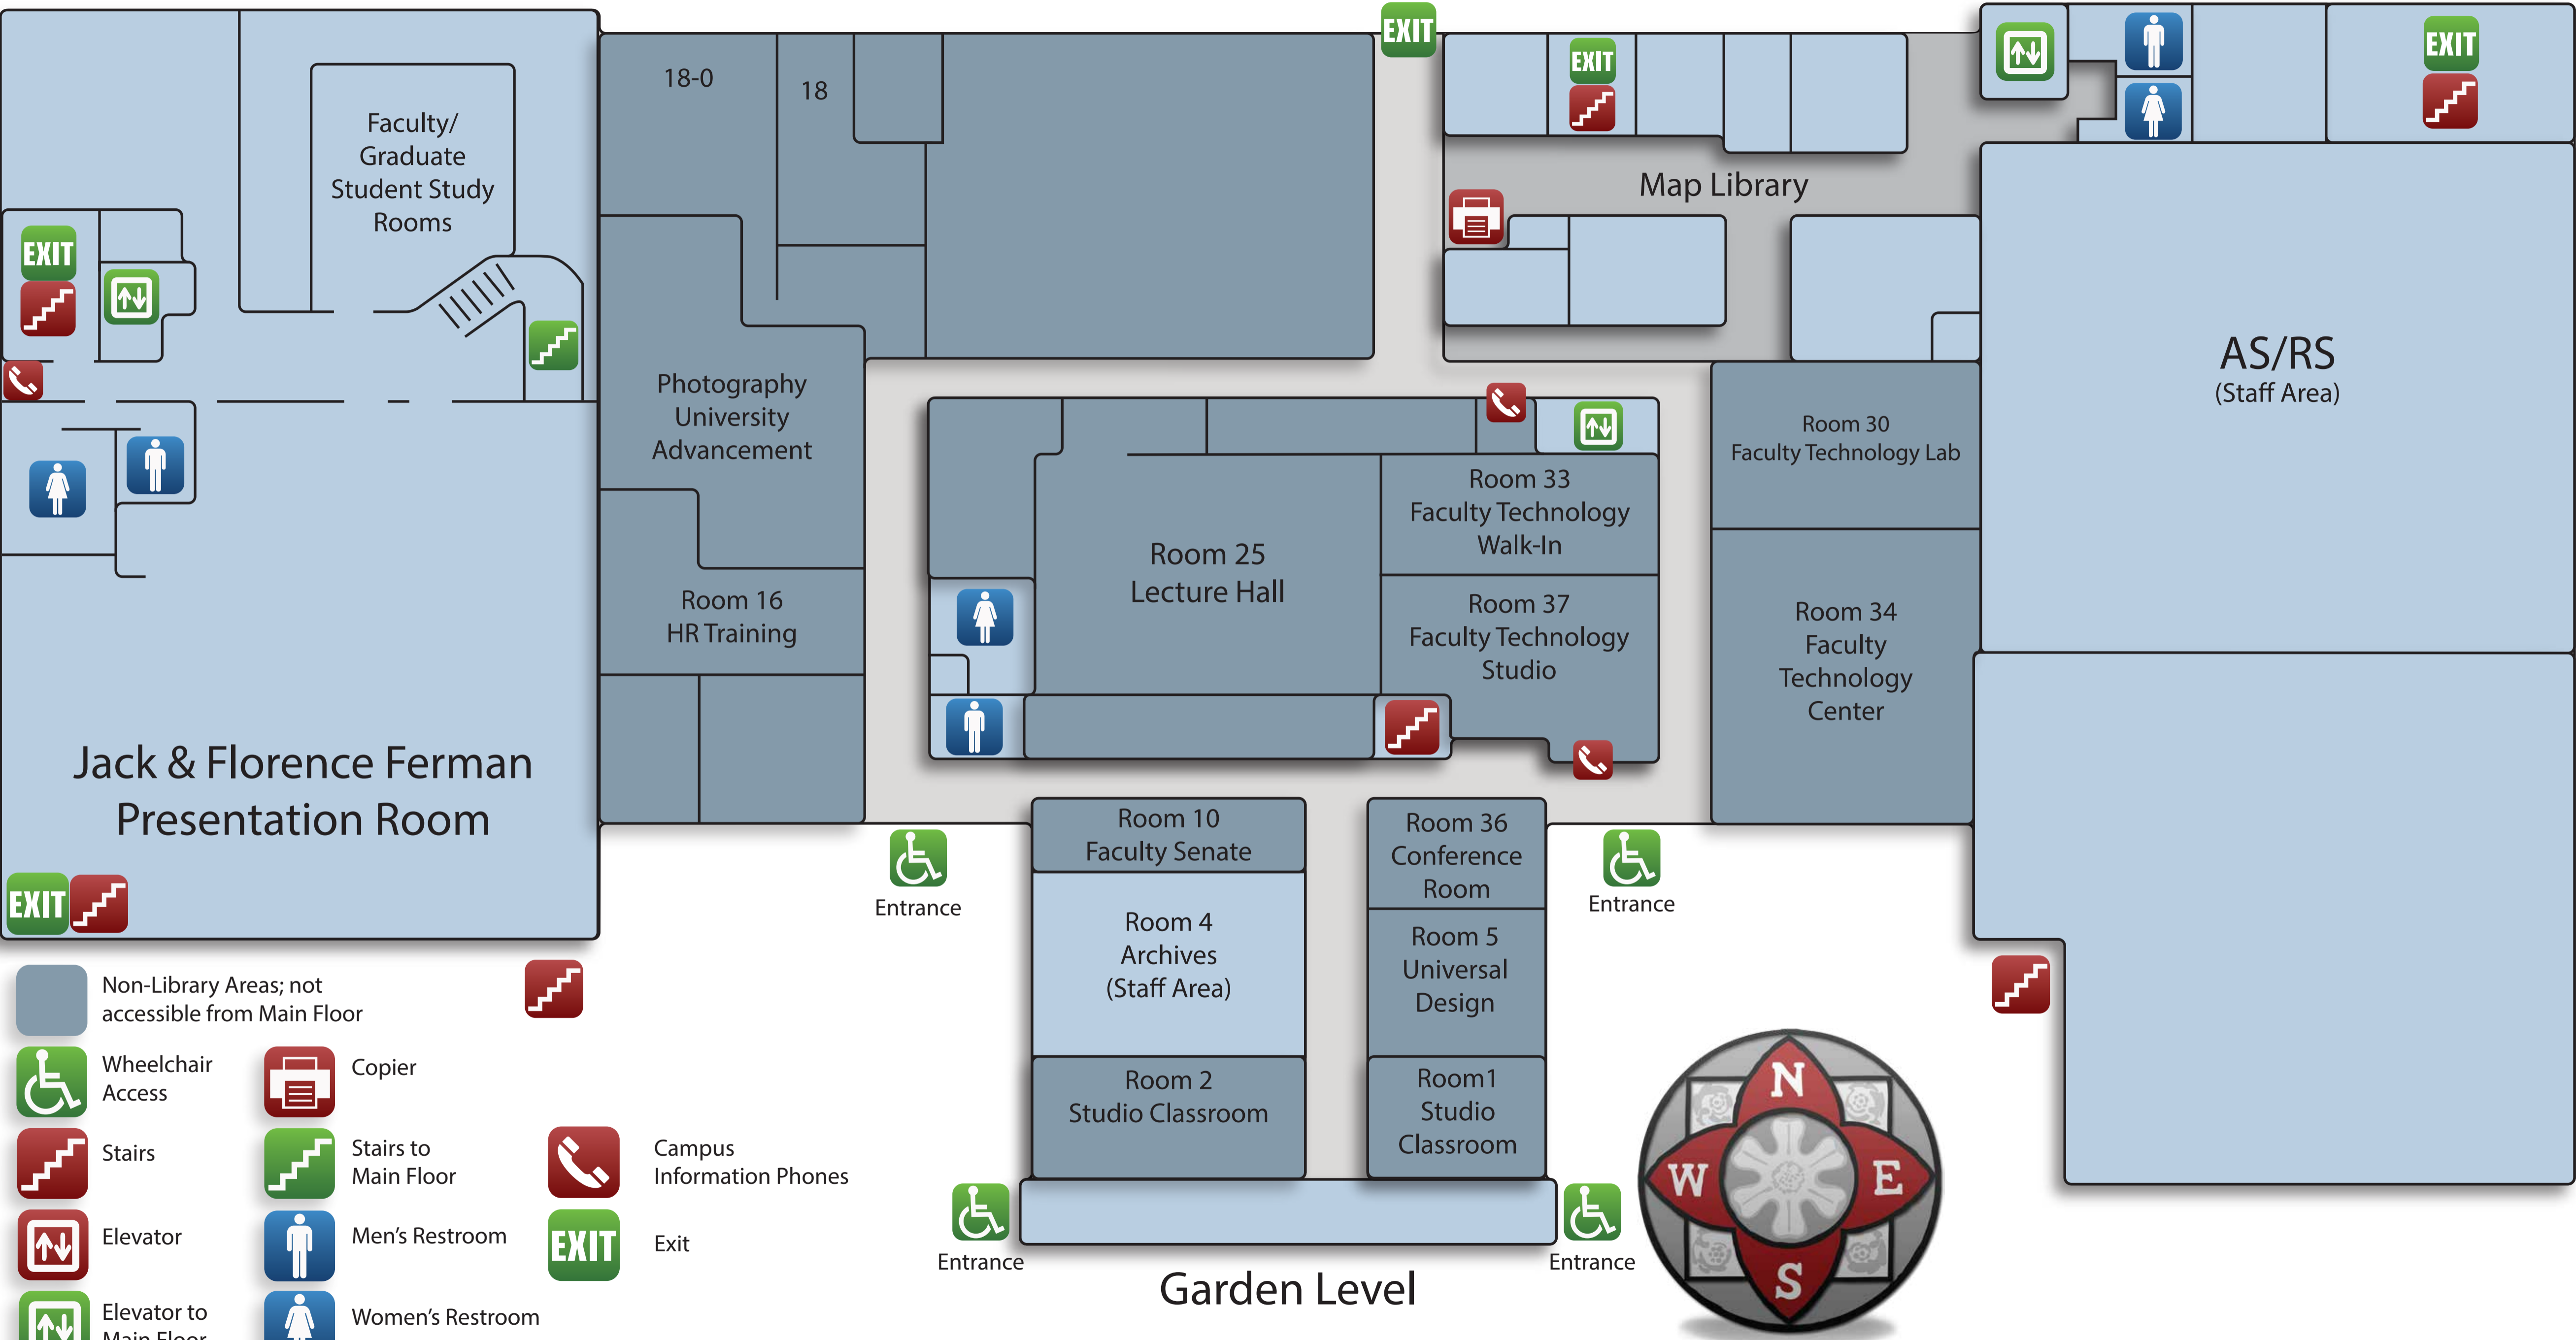 EXIT
EXIT
EXIT
18-0
18
Faculty/
Graduate
Student Study
Rooms
Map Library
EXIT
Photography
University
Advancement
AS/RS
(Staff Area)
Room 30
Faculty Technology Lab
Room 33
Faculty Technology
Walk-In
Room 25
Lecture Hall
Room 16
HR Training
Room 37
Faculty Technology
Studio
Room 34
Faculty
Technology
Center
Jack & Florence Ferman
Presentation Room
EXIT
Room 10
Faculty Senate
Room 36
Conference
Room
Entrance
Entrance
Room 4
Archives
(Staff Area)
Room 5
Universal
Design
Room 2
Studio Classroom
Room1
Studio
Classroom
Entrance
Entrance
Garden Level
N
W E
S
Non-Library Areas; not
accessible from Main Floor
Wheelchair
Access
Copier
Stairs
Stairs to
Main Floor
Campus
Information Phones
Elevator
Men's Restroom
EXIT
Exit
Elevator to
Main Floor
Women's Restroom